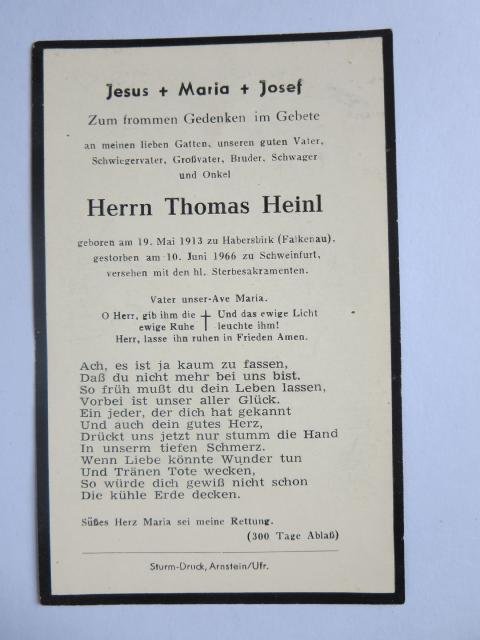 Jesus + Maria + Josef
Zum frommen Gedenken im Gebete
an meinen lieben Gatten, unseren guten Vater,
Schwiegervater, Großvater, Bruder, Schwager
und Onkel
Herrn Thomas Heinl
geboren am 19. Mai 1913 zu Habersbirk (Falkenau).
gestorben am 10. Juni 1966 zu Schweinfurt,
versehen mit den hl. Sterbesakramenten.
Vater unser-Ave Maria.
O Herr, gib ihm die † Und das ewige Licht
ewige Ruhe leuchte ihm!
Herr, lasse ihn ruhen in Frieden Amen.
Ach, es ist ja kaum zu fassen,
Daß du nicht mehr bei uns bist.
So früh mußt du dein Leben lassen,
Vorbei ist unser aller Glück.
Ein jeder, der dich hat gekannt
Und auch dein gutes Herz,
Drückt uns jetzt nur stumm die Hand
In unserm tiefen Schmerz.
Wenn Liebe könnte Wunder tun
Und Tränen Tote wecken,
So würde dich gewiß nicht schon
Die kühle Erde decken.
Süßes Herz Maria sei meine Rettung.
(300 Tage Ablaß)
Sturm-Druck, Arnstein/Ufr.